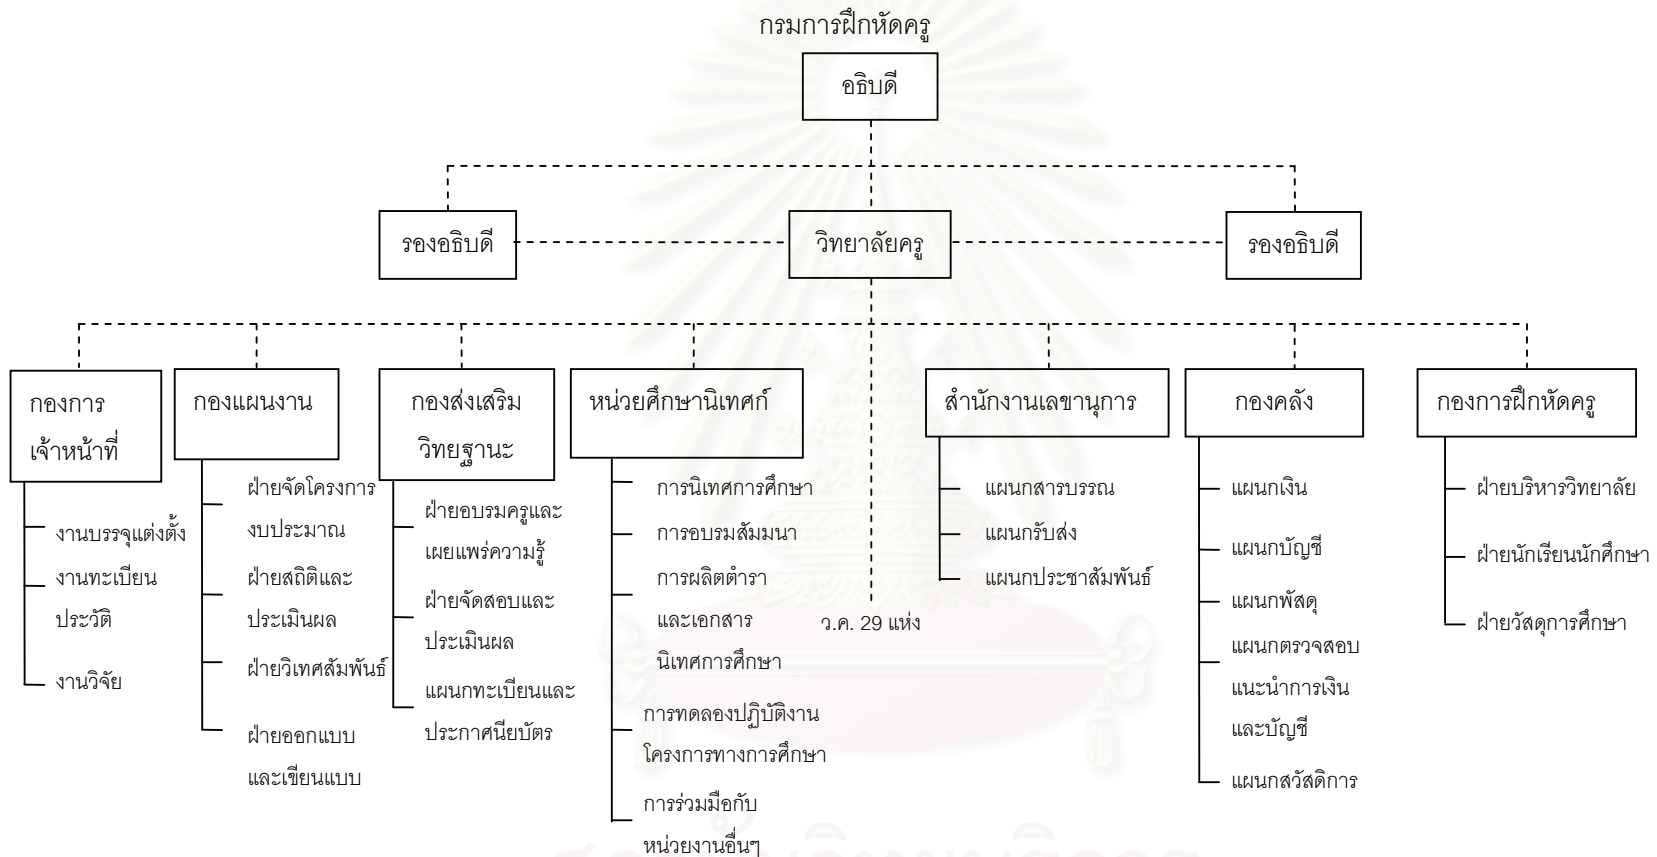 กรมการฝึกหัดครู
อธิบดี
รองอธิบดี
วิทยาลัยครู
รองอธิบดี
กองการ
เจ้าหน้าที่
งานบรรจุแต่งตั้ง
งานทะเบียน
ประวัติ
งานวิจัย
กองแผนงาน
ฝ่ายจัดโครงการ
งบประมาณ
ฝ่ายสถิติและ
ประเมินผล
ฝ่ายวิเทศสัมพันธ์
ฝ่ายออกแบบ
และเขียนแบบ
กองส่งเสริม
วิทยฐานะ
ฝ่ายอบรมครูและ
เผยแพร่ความรู้
ฝ่ายจัดสอบและ
ประเมินผล
แผนกทะเบียนและ
ประกาศนียบัตร
หน่วยศึกษานิเทศก์
การนิเทศการศึกษา
การอบรมสัมมนา
การผลิตตำรา
และเอกสาร
นิเทศการศึกษา
การทดลองปฏิบัติงาน
โครงการทางการศึกษา
การร่วมมือกับ
หน่วยงานอื่นๆ
ว.ค. 29 แห่ง
สำนักงานเลขานุการ
แผนกสารบรรณ
แผนกรับส่ง
แผนกประชาสัมพันธ์
กองคลัง
แผนกเงิน
แผนกบัญชี
แผนกพัสดุ
แผนกตรวจสอบ
แนะนำการเงิน
และบัญชี
แผนกสวัสดิการ
กองการฝึกหัดครู
ฝ่ายบริหารวิทยาลัย
ฝ่ายนักเรียนนักศึกษา
ฝ่ายวัสดุการศึกษา